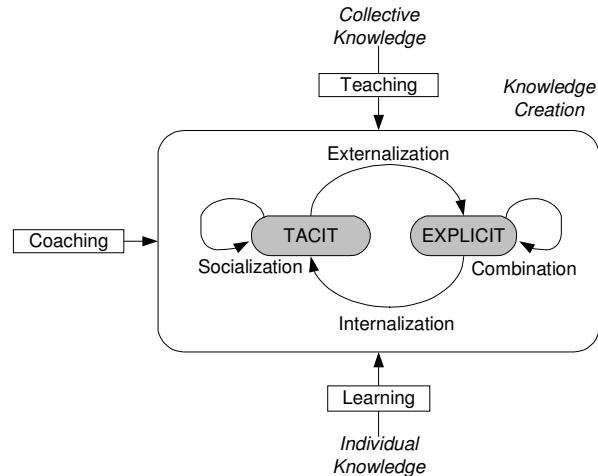 Collective
Knowledge
Teaching
Knowledge
Creation
Externalization
TACIT
EXPLICIT
Coaching
Socialization
Combination
Internalization
Learning
Individual
Knowledge